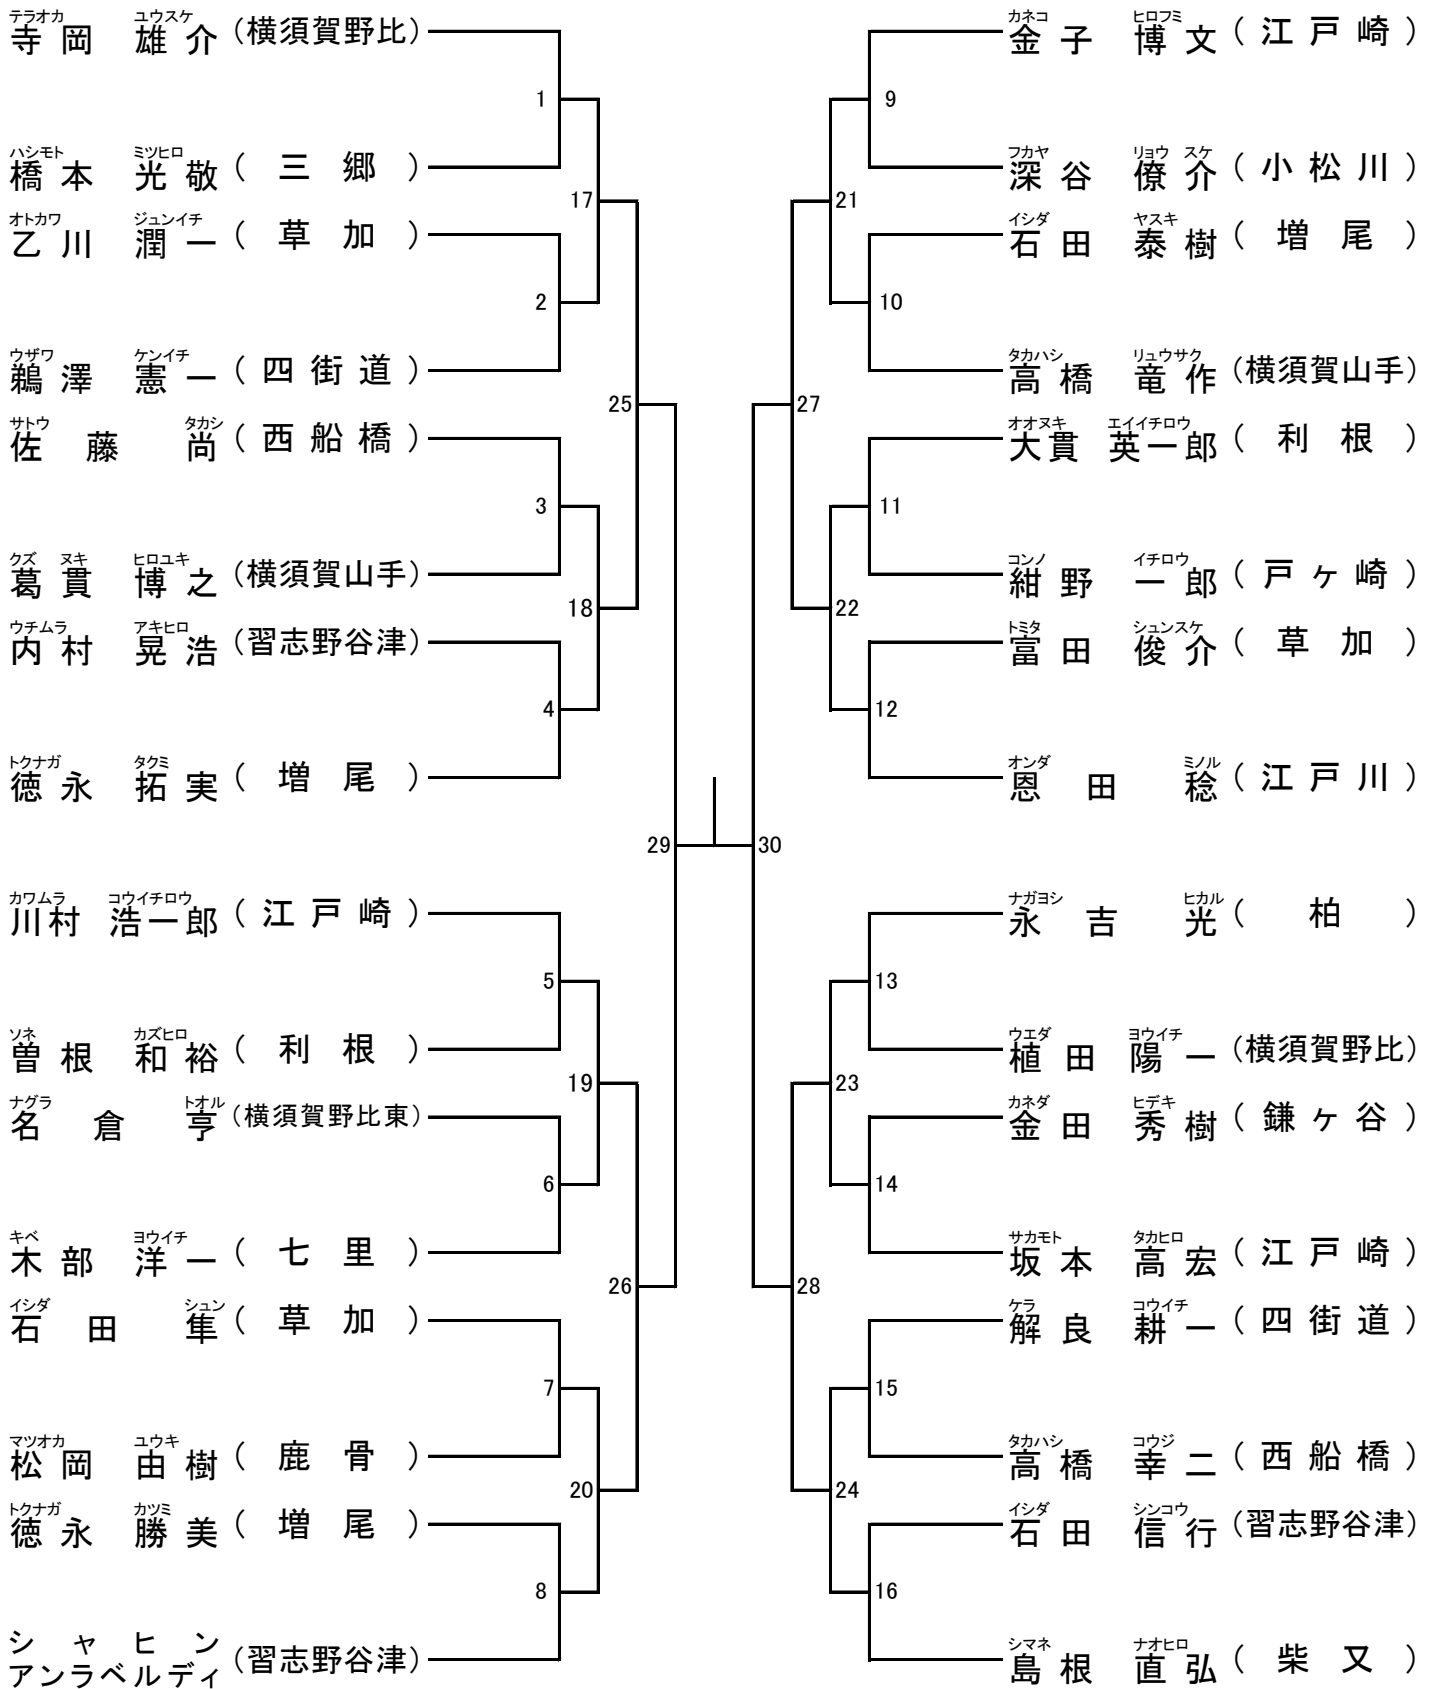 テラオカ ユウスケ
寺岡 雄介 (横須賀野比)
1
ハシモト ミツヒロ
橋本 光敬 ( 三 郷 )
17
オトカワ ジュンイチ
乙川 潤一 ( 草 加 )
2
ウザワ ケンイチ
鵜澤 憲一 ( 四 街 道 )
25
サトウ タカシ
佐藤 尚 ( 西 船 橋 )
3
クズ ヌキ ヒロユキ
葛貫 博之 (横須賀山手)
18
ウチムラ アキヒロ
内村 晃浩 (習志野谷津)
4
トクナガ タクミ
徳永 拓実 ( 増 尾 )
29
カワムラ コウイチロウ
川村 浩一郎 ( 江 戸 崎 )
5
ソネ カズヒロ
曽根 和裕 ( 利 根 )
19
ナグラ トオル
名倉 亨 (横須賀野比東)
6
キベ ヨウイチ
木部 洋一 ( 七 里 )
26
イシダ シュン
石田 隼 ( 草 加 )
7
マツオカ ユウキ
松岡 由樹 ( 鹿 骨 )
20
トクナガ カツミ
徳永 勝美 ( 増 尾 )
8
シャヒン
アンラベルディ (習志野谷津)
カネコ ヒロフミ
金子 博文 ( 江 戸 崎 )
9
フカヤ リョウ スケ
深谷 僚介 ( 小 松 川 )
21
イシダ ヤスキ
石田 泰樹 ( 増 尾 )
10
タカハシ リュウサク
高橋 竜作 (横須賀山手)
27
オオヌキ エイイチロウ
大貫 英一郎 ( 利 根 )
11
コンノ イチロウ
紺野 一郎 ( 戸 ヶ 崎 )
22
トミタ シュンスケ
富田 俊介 ( 草 加 )
12
オンダ ミノル
恩田 稔 ( 江 戸 川 )
30
ナガヨシ ヒカル
永吉 光 ( 柏 )
13
ウエダ ヨウイチ
植田 陽一 (横須賀野比)
23
カネダ ヒデキ
金田 秀樹 ( 鎌 ヶ 谷 )
14
サカモト タカヒロ
坂本 高宏 ( 江 戸 崎 )
28
ケラ コウイチ
解良 耕一 ( 四 街 道 )
15
タカハシ コウジ
高橋 幸二 ( 西 船 橋 )
24
イシダ シンコウ
石田 信行 (習志野谷津)
16
シマネ ナオヒロ
島根 直弘 ( 柴 又 )